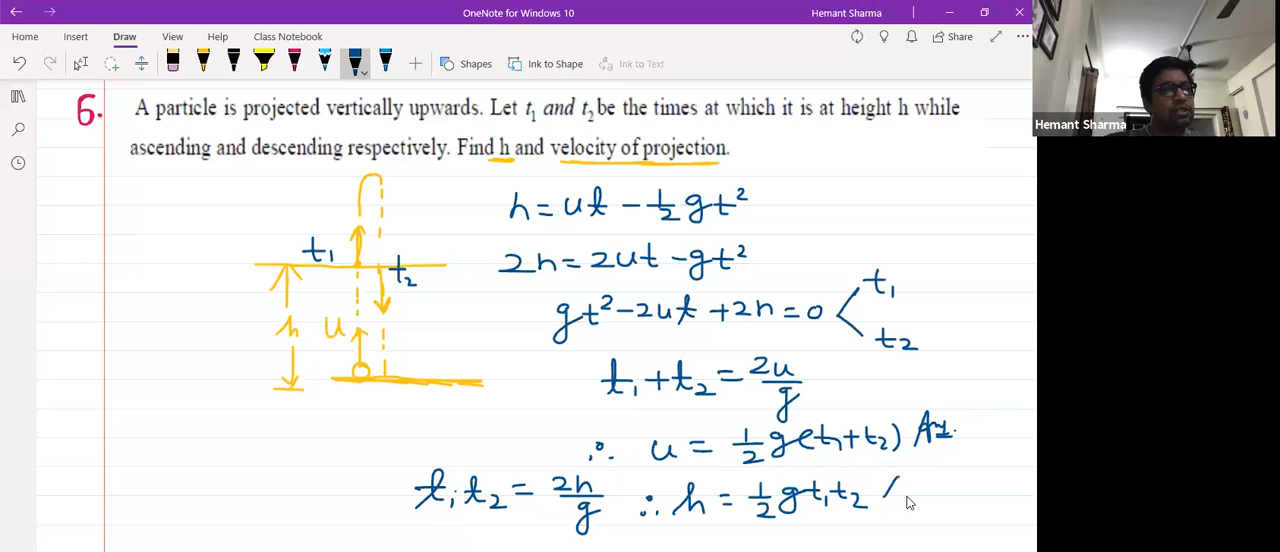 OneNote for Windows 10
Hemant Sharma
Home Insert Draw View Help Class Notebook
Share
Shapes Ink to Shape Ink to Text
6. A particle is projected vertically upwards. Let t₁ and t₂ be the times at which it is at height h while
ascending and descending respectively. Find h and velocity of projection.
Hemant Sharma
h = ut - ½gt²
t₁
t₂
2h = 2ut - gt²
h
u
gt² - 2ut + 2h = 0
t₁
t₂
t₁ + t₂ = 2u/g
∴ u = ½g(t₁+t₂) Ans.
t₁t₂ = 2h/g ∴ h = ½gt₁t₂